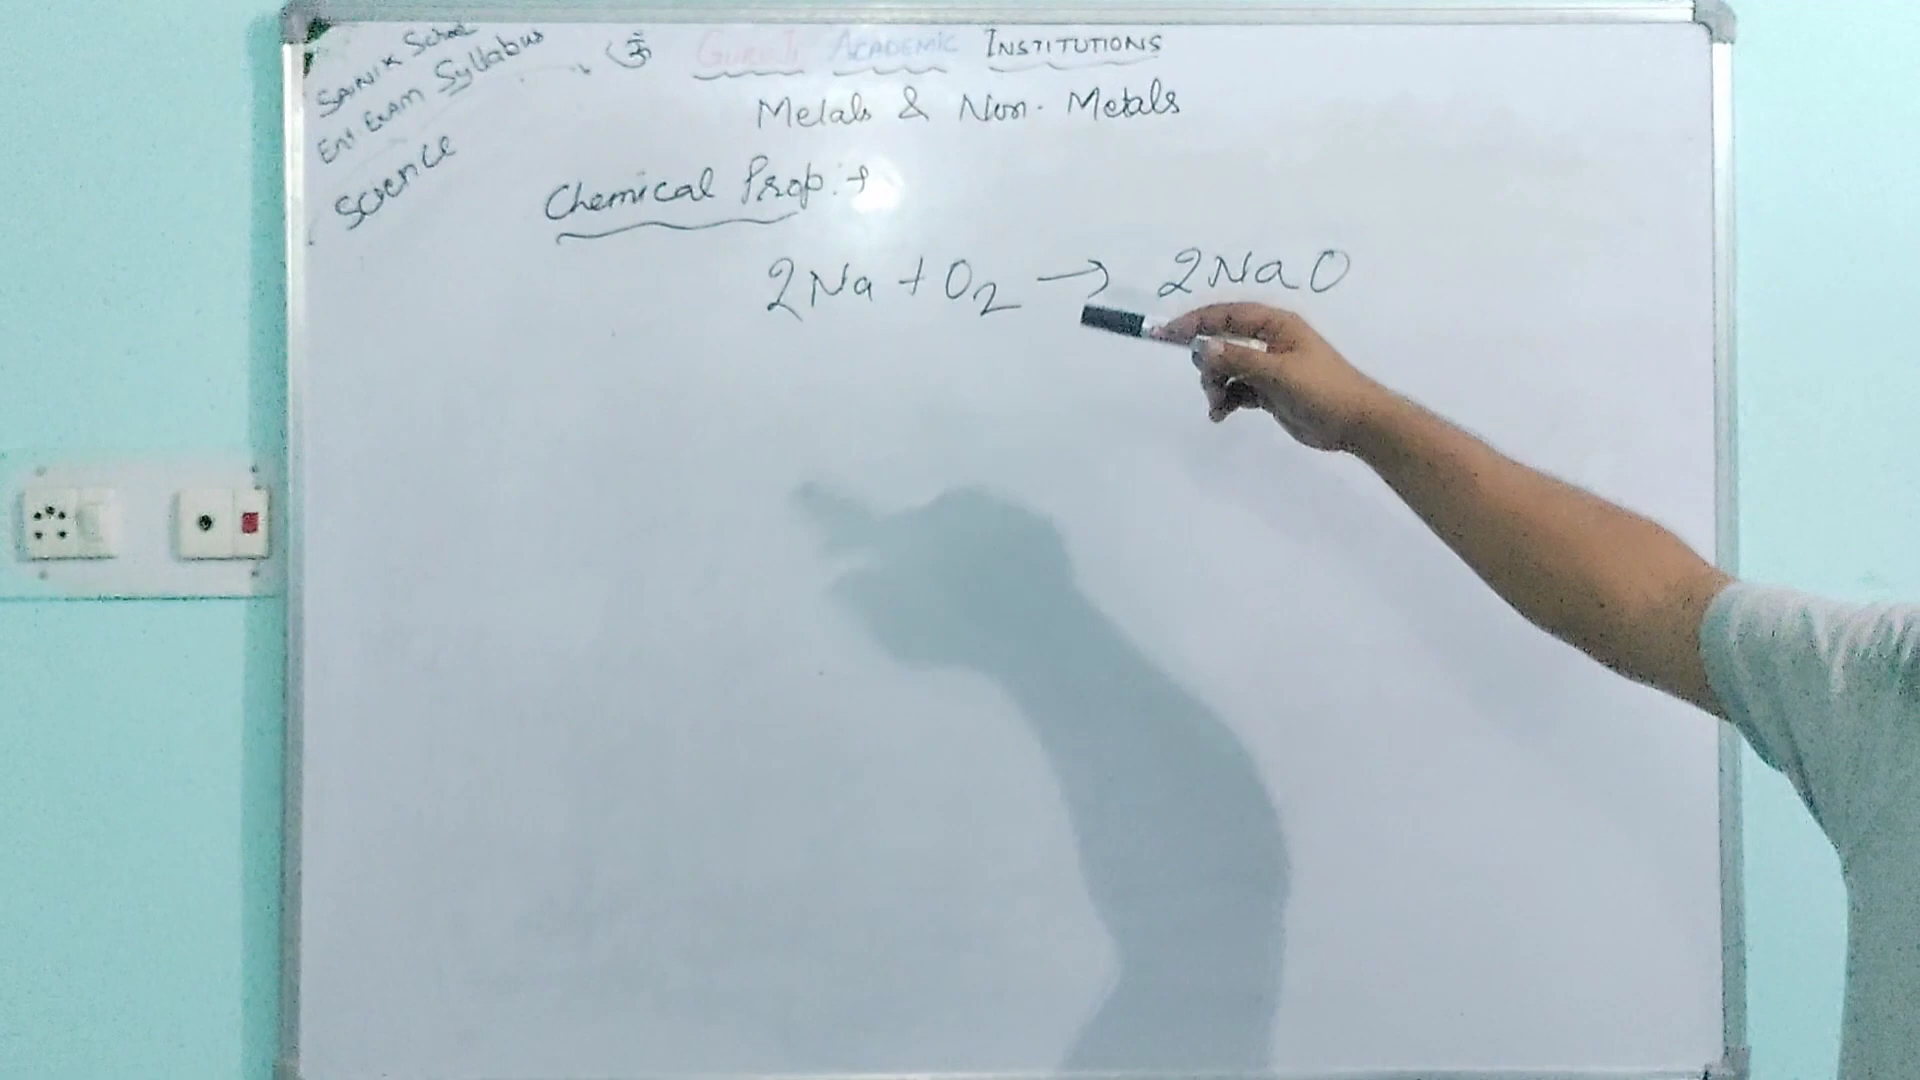 SAINIK School
Ent EXAM Syllabus
Science
ॐ GURUJI ACADEMIC INSTITUTIONS
Metals & Non-Metals
Chemical Prop:→
2Na + O2 → 2NaO